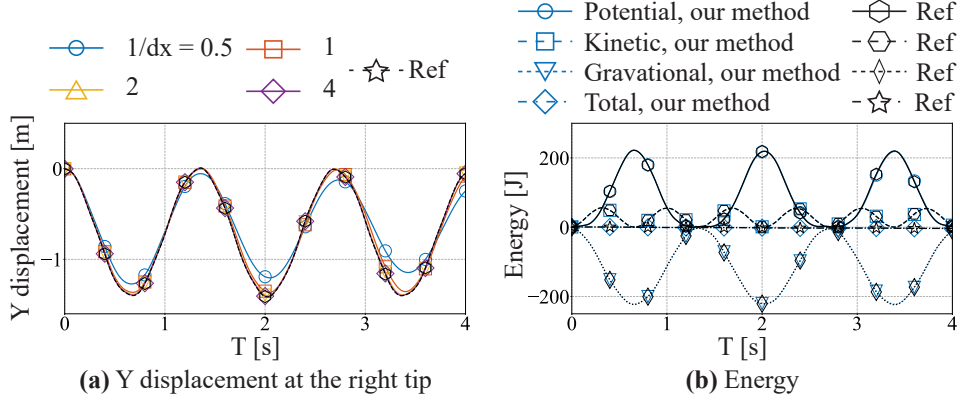 1/dx = 0.5
1
2
4
Ref
Y displacement [m]
0
−1
0
1
2
3
4
T [s]
(a) Y displacement at the right tip
Potential, our method
Ref
Kinetic, our method
Ref
Gravational, our method
Ref
Total, our method
Ref
Energy [J]
200
0
−200
0
1
2
3
4
T [s]
(b) Energy